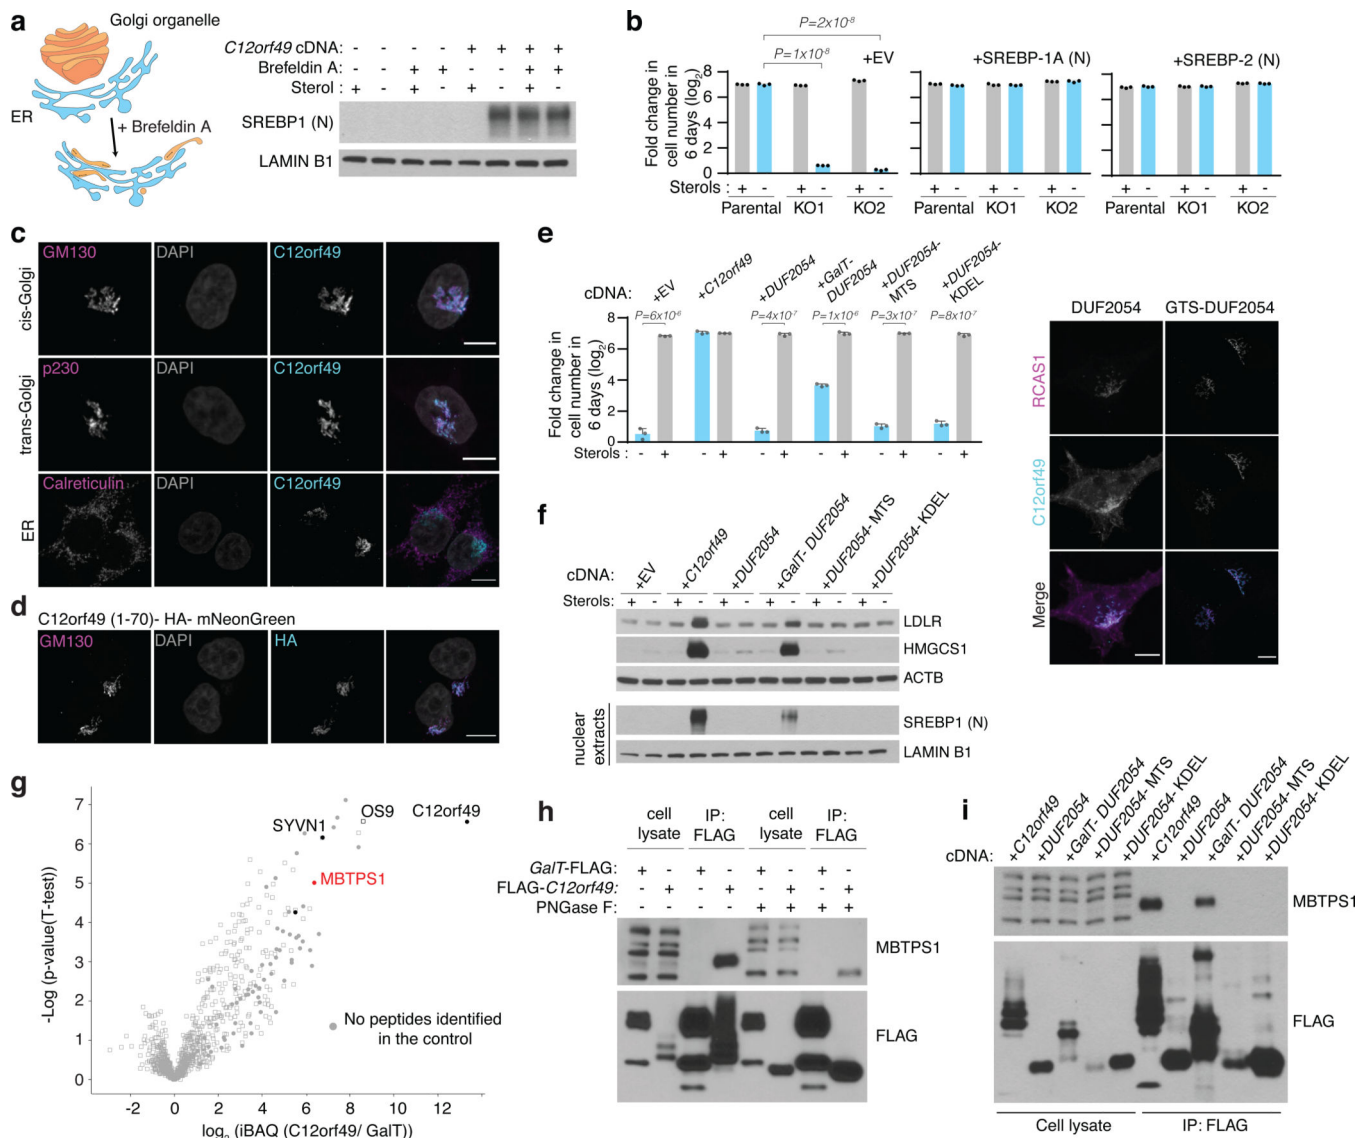 a
Golgi organelle
ER
+ Brefeldin A
C12orf49 cDNA: - - - - + + + +
Brefeldin A: - - + + - - + +
Sterol : + - + - + - + -
SREBP1 (N)
LAMIN B1
b
P=2x10-8
P=1x10-8
+EV
+SREBP-1A (N)
+SREBP-2 (N)
Fold change in
cell number in
6 days (log2)
8
6
4
2
0
8
6
4
2
0
8
6
4
2
0
Sterols : + - + - + - + - + - + - + - + - + -
Parental KO1 KO2 Parental KO1 KO2 Parental KO1 KO2
c
cis-Golgi
GM130 DAPI C12orf49
trans-Golgi
p230 DAPI C12orf49
ER
Calreticulin DAPI C12orf49
d
C12orf49 (1-70)- HA- mNeonGreen
GM130 DAPI HA
e
cDNA:
+EV
+C12orf49
+DUF2054
+GalT-
DUF2054
+DUF2054-
MTS
+DUF2054-
KDEL
P=6x10-6 P=4x10-7 P=1x10-6 P=3x10-7 P=8x10-7
Fold change in
cell number in
6 days (log2)
8
6
4
2
0
Sterols : - + - + - + - + - + - +
DUF2054 GTS-DUF2054
RCAS1
C12orf49
Merge
f
cDNA:
+EV
+C12orf49
+DUF2054
+GalT- DUF2054
+DUF2054- MTS
+DUF2054- KDEL
Sterols: + - + - + - + - + - + -
LDLR
HMGCS1
ACTB
nuclear
extracts
SREBP1 (N)
LAMIN B1
g
-Log (p-value(T-test))
7
6
5
4
3
2
1
0
SYVN1
OS9
C12orf49
MBTPS1
No peptides identified
in the control
-2 0 2 4 6 8 10 12
log2 (iBAQ (C12orf49/ GalT))
h
cell
lysate
IP:
FLAG
cell
lysate
IP:
FLAG
GalT-FLAG: + - + - + - + -
FLAG-C12orf49: - + - + - + - +
PNGase F: - - - - + + + +
MBTPS1
FLAG
i
cDNA:
+C12orf49
+DUF2054
+GalT- DUF2054
+DUF2054- MTS
+DUF2054- KDEL
+C12orf49
+DUF2054
+GalT- DUF2054
+DUF2054- MTS
+DUF2054- KDEL
MBTPS1
FLAG
Cell lysate
IP: FLAG